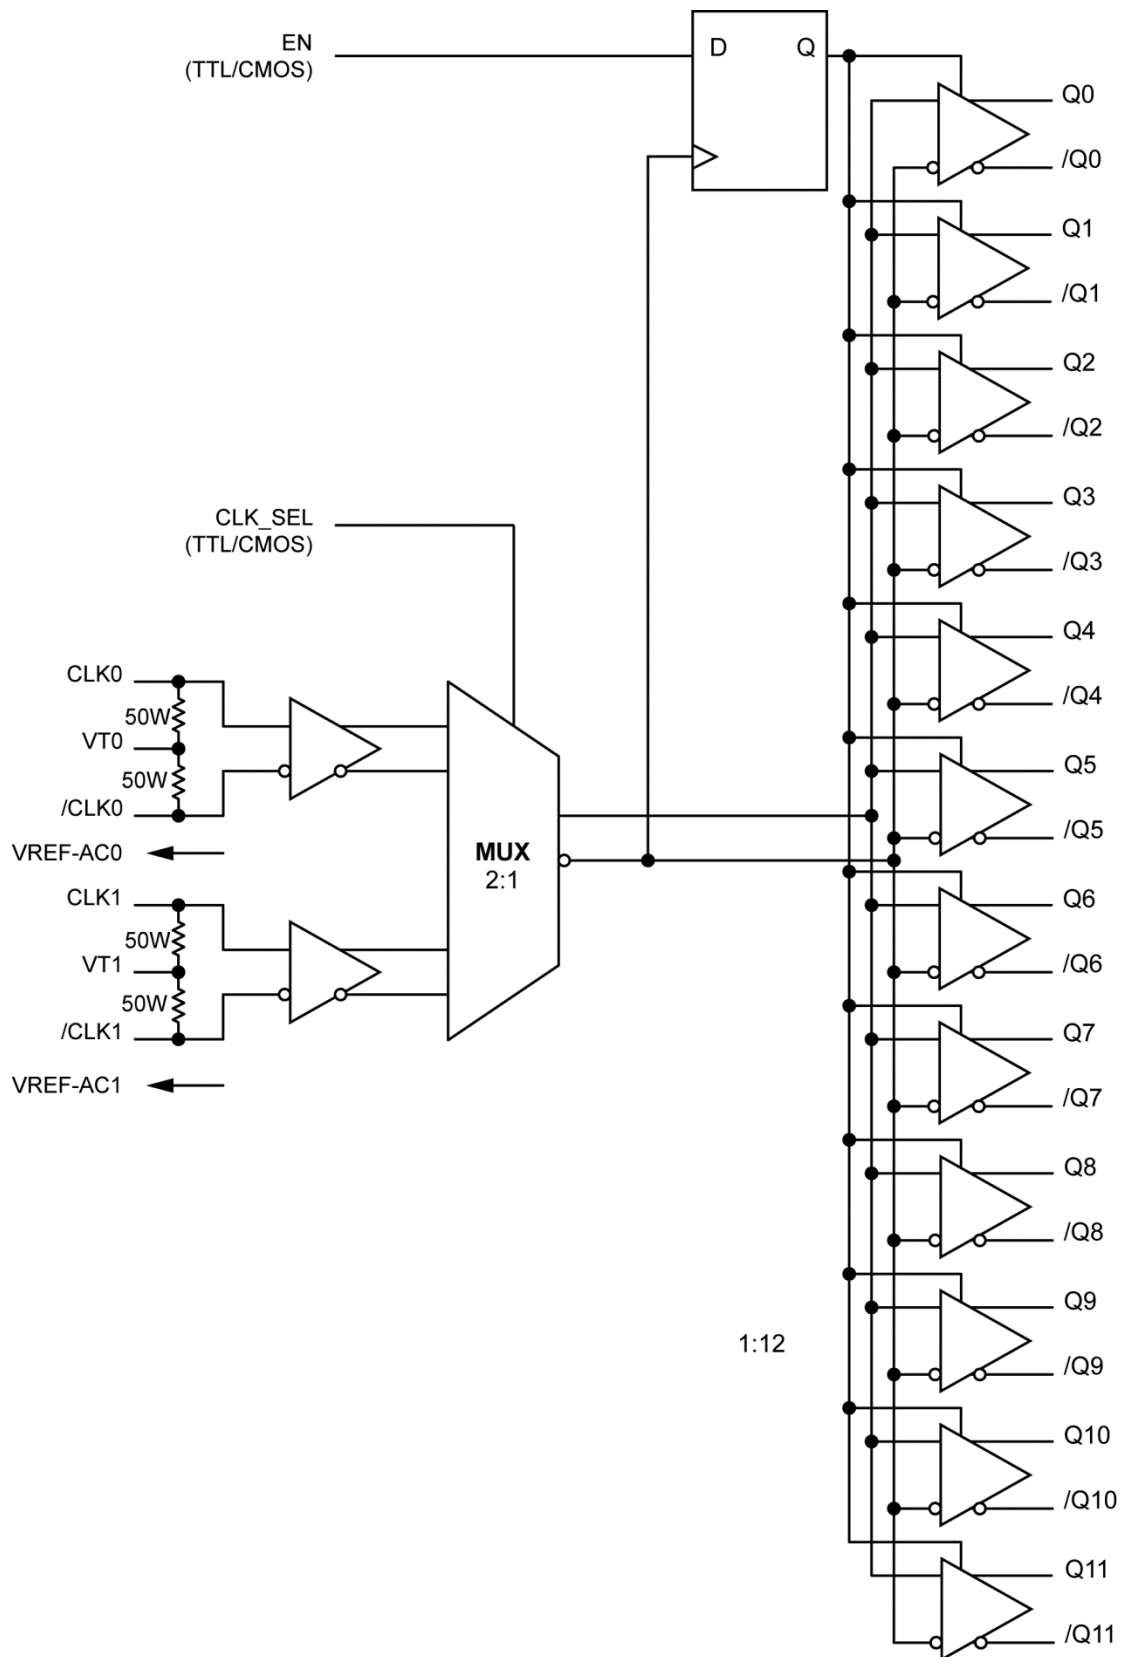 EN
(TTL/CMOS)
D
Q
Q0
/Q0
Q1
/Q1
Q2
/Q2
Q3
/Q3
CLK_SEL
(TTL/CMOS)
Q4
/Q4
CLK0
50W
VT0
50W
/CLK0
VREF-AC0
CLK1
50W
VT1
50W
/CLK1
VREF-AC1
MUX
2:1
Q5
/Q5
Q6
/Q6
Q7
/Q7
Q8
/Q8
Q9
/Q9
1:12
Q10
/Q10
Q11
/Q11